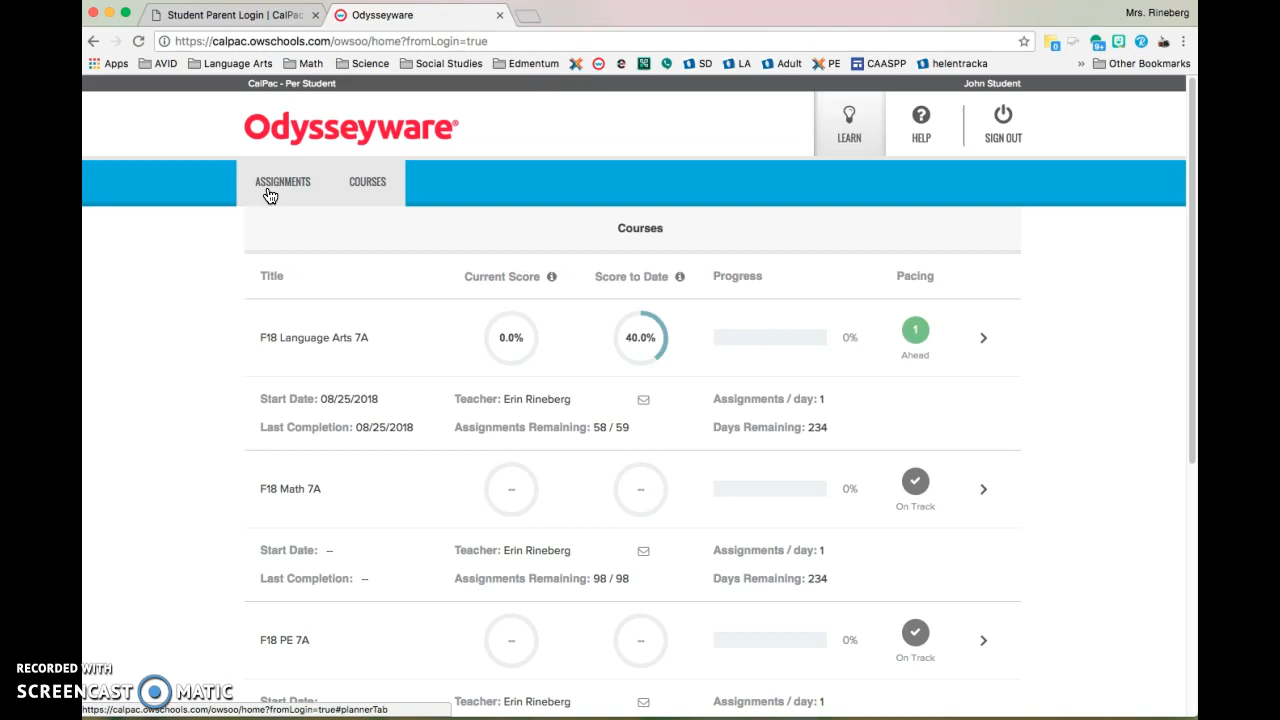 Student Parent Login | CalPac
Odysseyware
Mrs. Rineberg
https://calpac.owschools.com/owsoo/home?fromLogin=true
Apps AVID Language Arts Math Science Social Studies Edmentum SD LA Adult PE CAASPP helentracka » Other Bookmarks
CalPac - Per Student John Student
Odysseyware®
LEARN HELP SIGN OUT
ASSIGNMENTS COURSES
Courses
Title Current Score Score to Date Progress Pacing
F18 Language Arts 7A 0.0% 40.0% 0% 1
Ahead
Start Date: 08/25/2018 Teacher: Erin Rineberg Assignments / day: 1
Last Completion: 08/25/2018 Assignments Remaining: 58 / 59 Days Remaining: 234
F18 Math 7A -- -- 0%
On Track
Start Date: -- Teacher: Erin Rineberg Assignments / day: 1
Last Completion: -- Assignments Remaining: 98 / 98 Days Remaining: 234
F18 PE 7A -- -- 0%
On Track
Start Date: Teacher: Erin Rineberg Assignments / day: 1
RECORDED WITH
SCREENCAST MATIC
https://calpac.owschools.com/owsoo/home?fromLogin=true#plannerTab